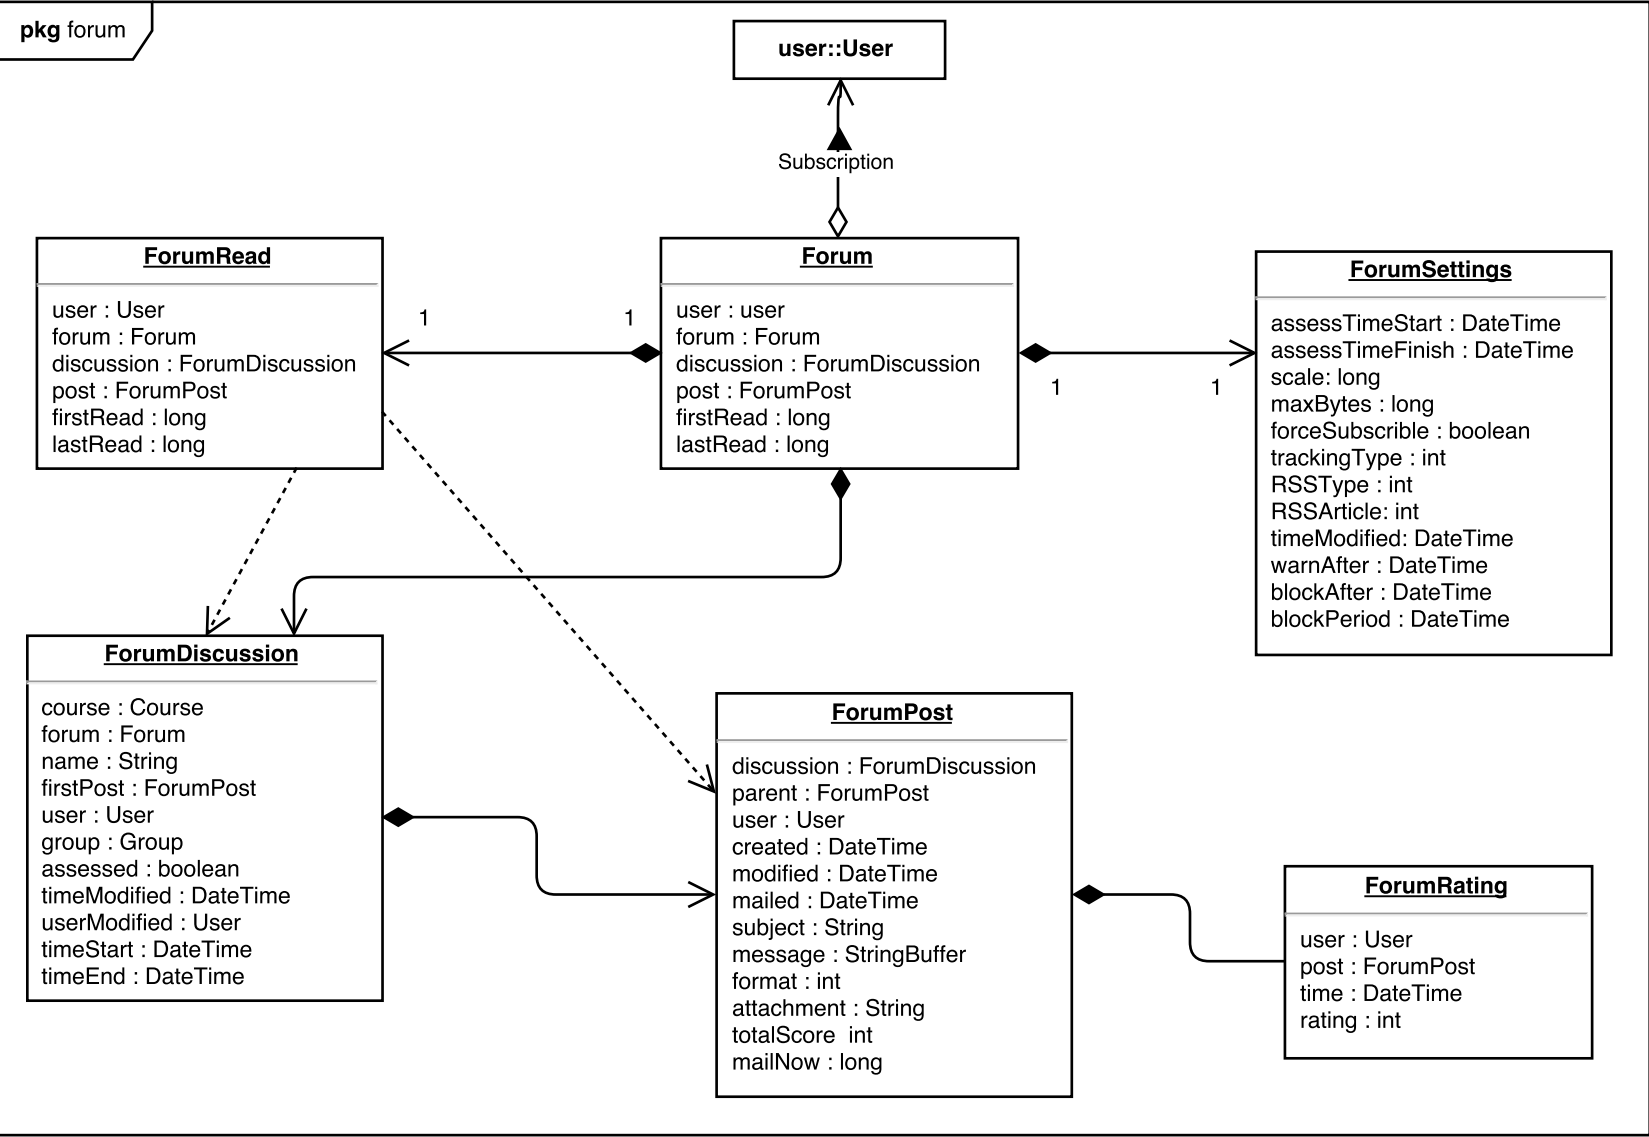 pkg forum
user::User
Subscription
ForumRead
user : User
forum : Forum
discussion : ForumDiscussion
post : ForumPost
firstRead : long
lastRead : long
1
1
Forum
user : user
forum : Forum
discussion : ForumDiscussion
post : ForumPost
firstRead : long
lastRead : long
1
1
ForumSettings
assessTimeStart : DateTime
assessTimeFinish : DateTime
scale: long
maxBytes : long
forceSubscrible : boolean
trackingType : int
RSSType : int
RSSArticle: int
timeModified: DateTime
warnAfter : DateTime
blockAfter : DateTime
blockPeriod : DateTime
ForumDiscussion
course : Course
forum : Forum
name : String
firstPost : ForumPost
user : User
group : Group
assessed : boolean
timeModified : DateTime
userModified : User
timeStart : DateTime
timeEnd : DateTime
ForumPost
discussion : ForumDiscussion
parent : ForumPost
user : User
created : DateTime
modified : DateTime
mailed : DateTime
subject : String
message : StringBuffer
format : int
attachment : String
totalScore  int
mailNow : long
ForumRating
user : User
post : ForumPost
time : DateTime
rating : int